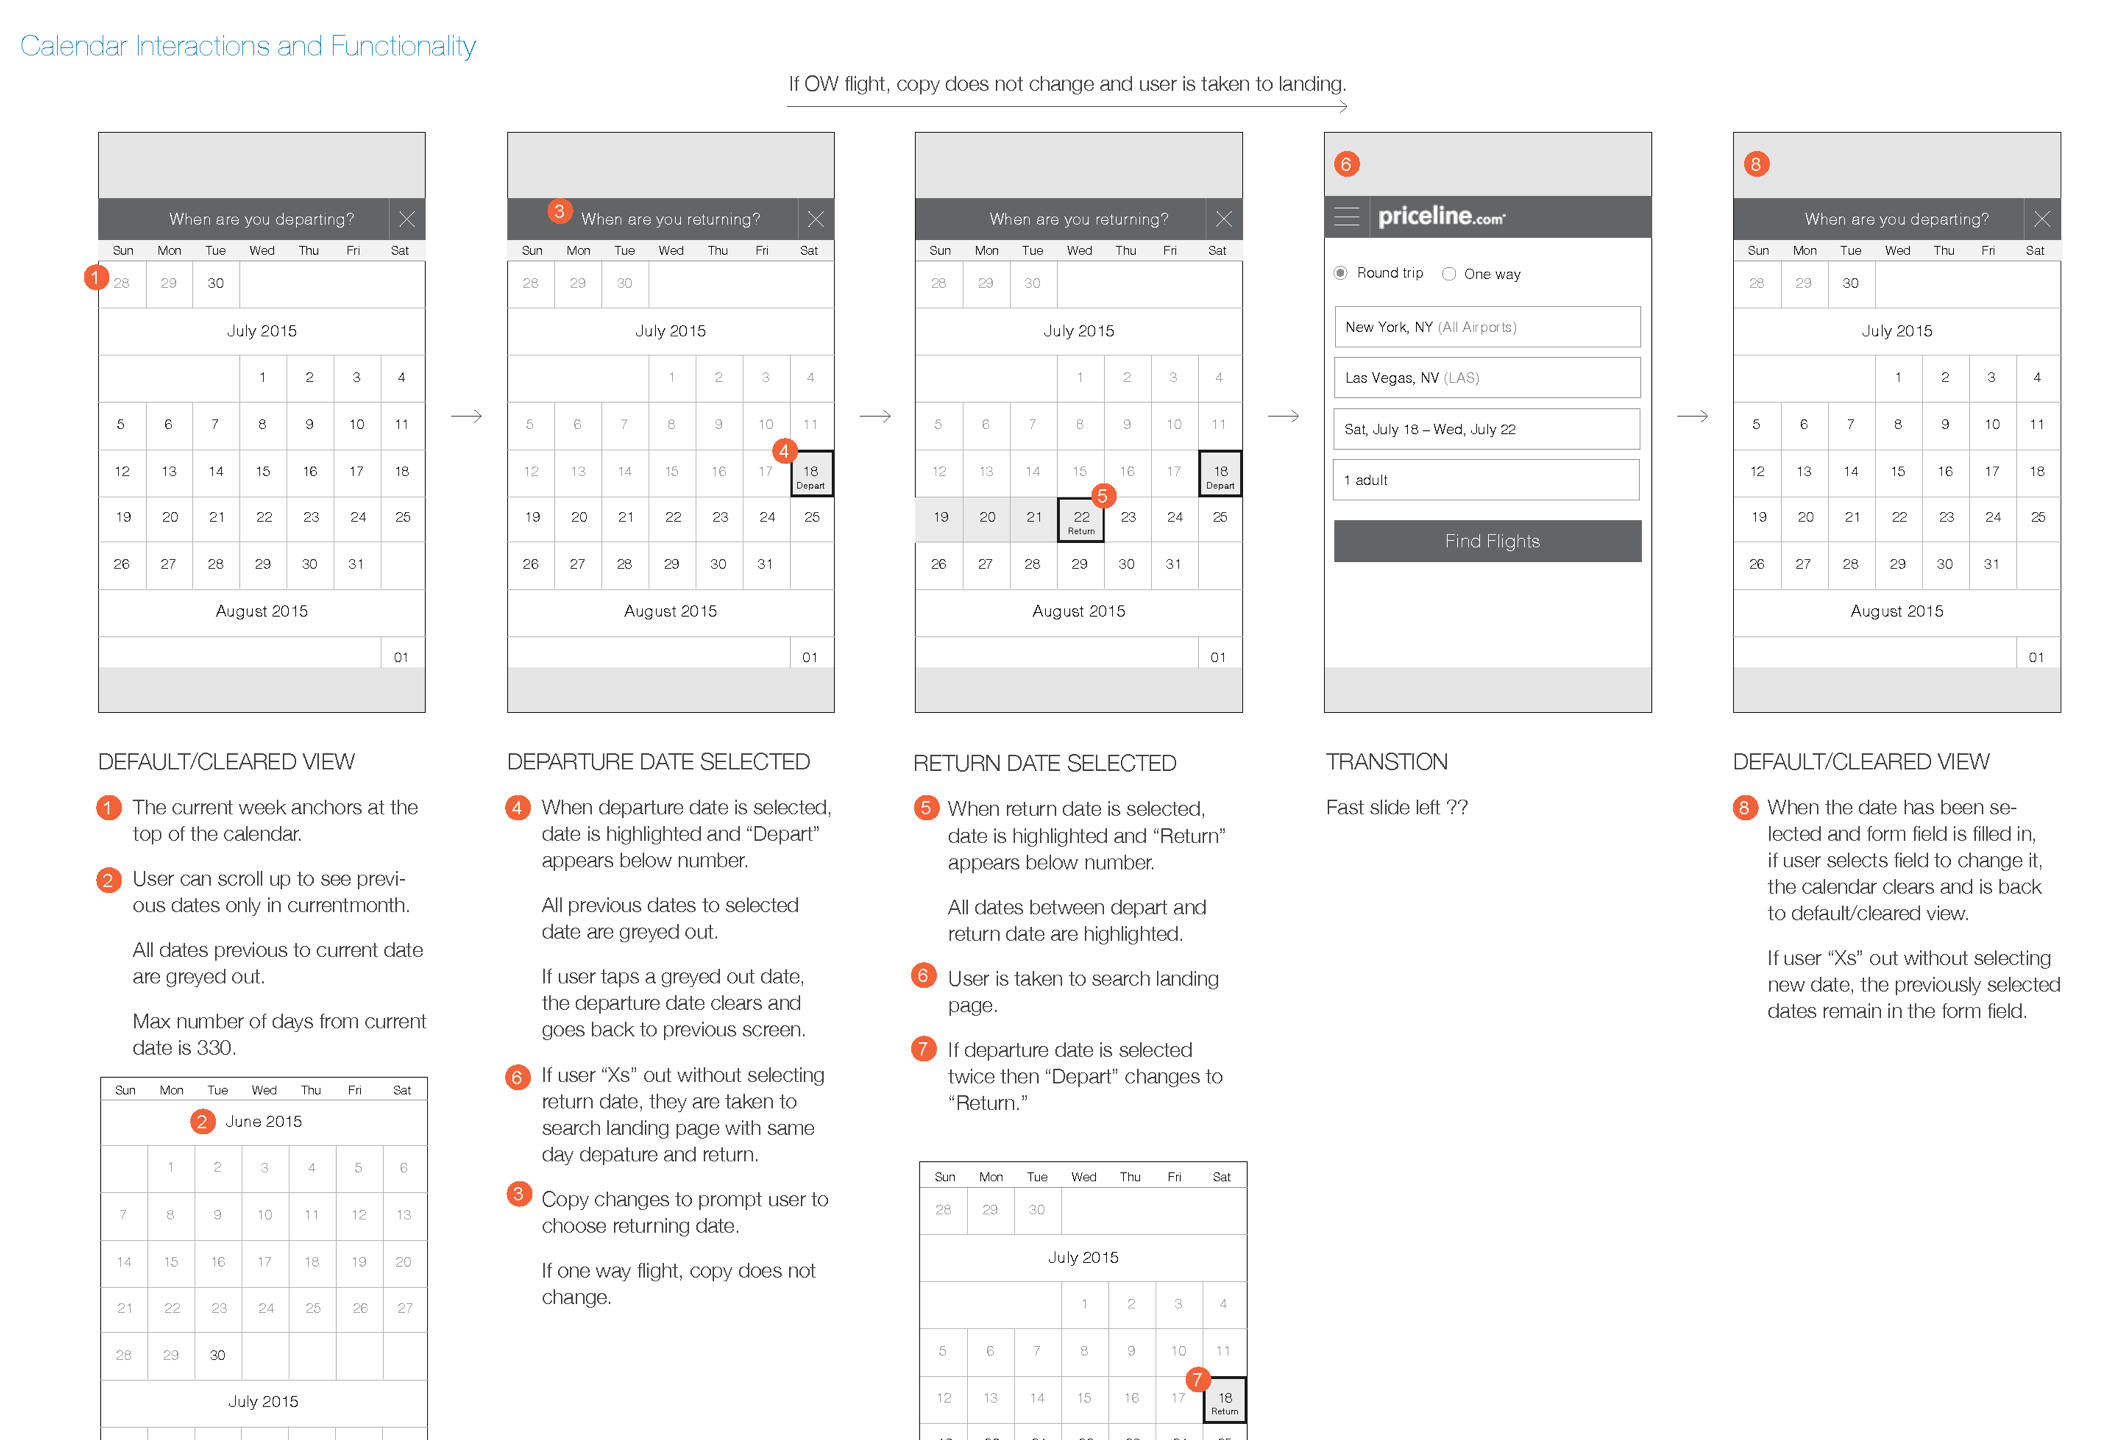 Calendar Interactions and Functionality
If OW flight, copy does not change and user is taken to landing.
When are you departing?
Sun Mon Tue Wed Thu Fri Sat
1
28 29 30
July 2015
1 2 3 4
5 6 7 8 9 10 11
12 13 14 15 16 17 18
19 20 21 22 23 24 25
26 27 28 29 30 31
August 2015
01
3 When are you returning?
Sun Mon Tue Wed Thu Fri Sat
28 29 30
July 2015
1 2 3 4
5 6 7 8 9 10 11
4
12 13 14 15 16 17 18
Depart
19 20 21 22 23 24 25
26 27 28 29 30 31
August 2015
01
When are you returning?
Sun Mon Tue Wed Thu Fri Sat
28 29 30
July 2015
1 2 3 4
5 6 7 8 9 10 11
12 13 14 15 16 17 18
Depart
5
19 20 21 22 23 24 25
Return
26 27 28 29 30 31
August 2015
01
6
priceline.com
Round trip One way
New York, NY (All Airports)
Las Vegas, NV (LAS)
Sat, July 18 – Wed, July 22
1 adult
Find Flights
8
When are you departing?
Sun Mon Tue Wed Thu Fri Sat
28 29 30
July 2015
1 2 3 4
5 6 7 8 9 10 11
12 13 14 15 16 17 18
19 20 21 22 23 24 25
26 27 28 29 30 31
August 2015
01
DEFAULT/CLEARED VIEW
1 The current week anchors at the
top of the calendar.
2 User can scroll up to see previ-
ous dates only in currentmonth.
All dates previous to current date
are greyed out.
Max number of days from current
date is 330.
Sun Mon Tue Wed Thu Fri Sat
2 June 2015
1 2 3 4 5 6
7 8 9 10 11 12 13
14 15 16 17 18 19 20
21 22 23 24 25 26 27
28 29 30
July 2015
DEPARTURE DATE SELECTED
4 When departure date is selected,
date is highlighted and “Depart”
appears below number.
All previous dates to selected
date are greyed out.
If user taps a greyed out date,
the departure date clears and
goes back to previous screen.
6 If user “Xs” out without selecting
return date, they are taken to
search landing page with same
day depature and return.
3 Copy changes to prompt user to
choose returning date.
If one way flight, copy does not
change.
RETURN DATE SELECTED
5 When return date is selected,
date is highlighted and “Return”
appears below number.
All dates between depart and
return date are highlighted.
6 User is taken to search landing
page.
7 If departure date is selected
twice then “Depart” changes to
“Return.”
Sun Mon Tue Wed Thu Fri Sat
28 29 30
July 2015
1 2 3 4
5 6 7 8 9 10 11
7
12 13 14 15 16 17 18
Return
TRANSTION
Fast slide left ??
DEFAULT/CLEARED VIEW
8 When the date has been se-
lected and form field is filled in,
if user selects field to change it,
the calendar clears and is back
to default/cleared view.
If user “Xs” out without selecting
new date, the previously selected
dates remain in the form field.